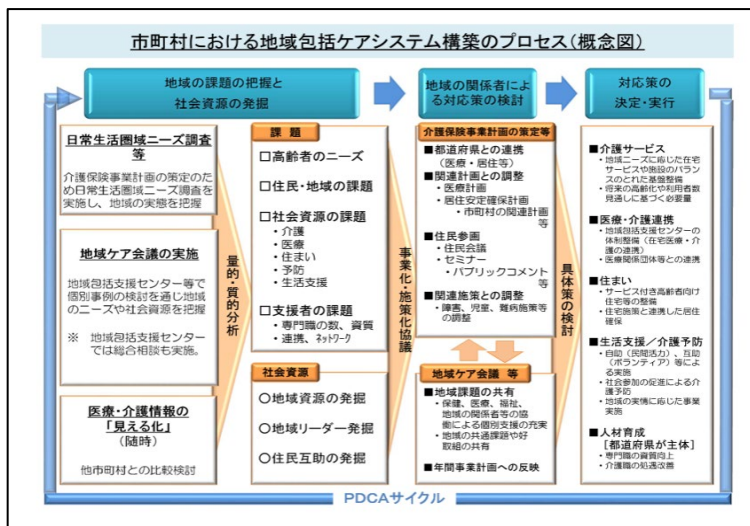 市町村における地域包括ケアシステム構築のプロセス(概念図)
地域の課題の把握と
社会資源の発掘
地域の関係者によ
る対応策の検討
対応策の
決定・実行
日常生活圏域ニーズ調査
等
介護保険事業計画の策定のた
め日常生活圏域ニーズ調査を
実施し、地域の実態を把握
地域ケア会議の実施
地域包括支援センター等で
個別事例の検討を通じ地域
のニーズや社会資源を把握
※ 地域包括支援センター
では総合相談も実施。
医療・介護情報の
「見える化」
(随時)
他市町村との比較検討
量的・質的分析
課題
□高齢者のニーズ
□住民・地域の課題
□社会資源の課題
・介護
・医療
・住まい
・予防
・生活支援
□支援者の課題
・専門職の数、資質
・連携、ネットワーク
社会資源
○地域資源の発掘
○地域リーダー発掘
○住民互助の発掘
事業化・施策化協議
介護保険事業計画の策定等
■都道府県との連携
(医療・居住等)
■関連計画との調整
・医療計画
・居住安定確保計画
・市町村の関連計画
等
■住民参画
・住民会議
・セミナー
・パブリックコメント
等
■関連施策との調整
・障害、児童、難病施策等
の調整
地域ケア会議 等
■地域課題の共有
・保健、医療、福祉、
地域の関係者等の協
働による個別支援の充実
・地域の共通課題や好
取組の共有
■年間事業計画への反映
具体策の検討
■介護サービス
・地域ニーズに応じた在宅
サービスや施設のバランス
のとれた基盤整備
・将来の高齢化や利用者数
見通しに基づく必要量
■医療・介護連携
・地域包括支援センターの
体制整備(在宅医療・介
護の連携)
・医療関係団体等との連携
■住まい
・サービス付き高齢者向け
住宅等の整備
・住宅施策と連携した居住
確保
■生活支援/介護予防
・自助(民間活力)、互助
(ボランティア)等によ
る実施
・社会参加の促進による介
護予防
・地域の実情に応じた事業
実施
■人材育成
[都道府県が主体]
・専門職の資質向上
・介護職の処遇改善
PDCAサイクル